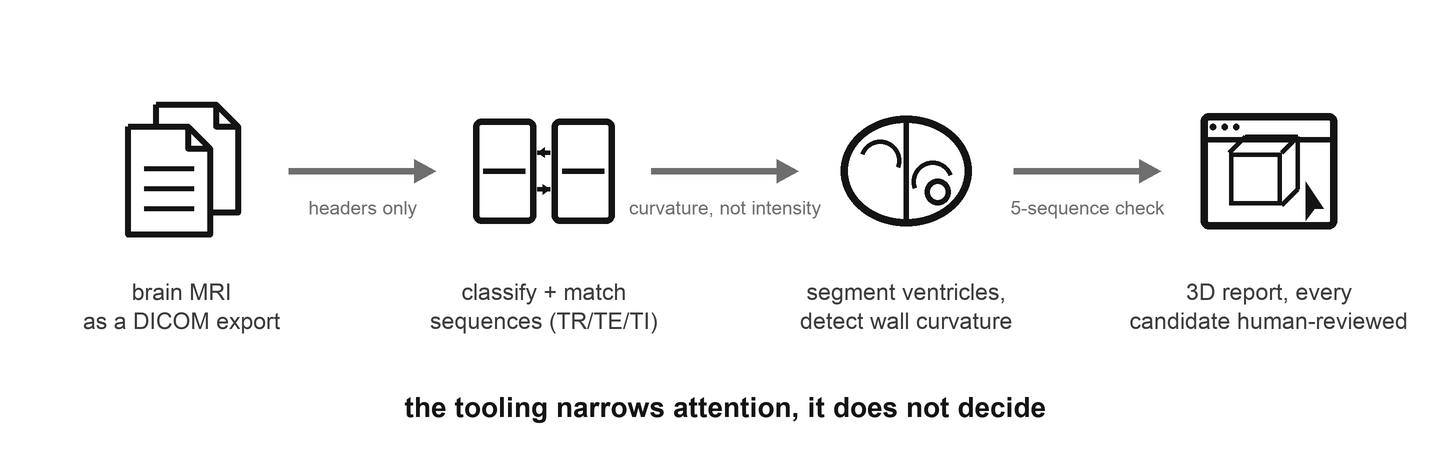 headers only
curvature, not intensity
5-sequence check
brain MRI
as a DICOM export
classify + match
sequences (TR/TE/TI)
segment ventricles,
detect wall curvature
3D report, every
candidate human-reviewed
the tooling narrows attention, it does not decide